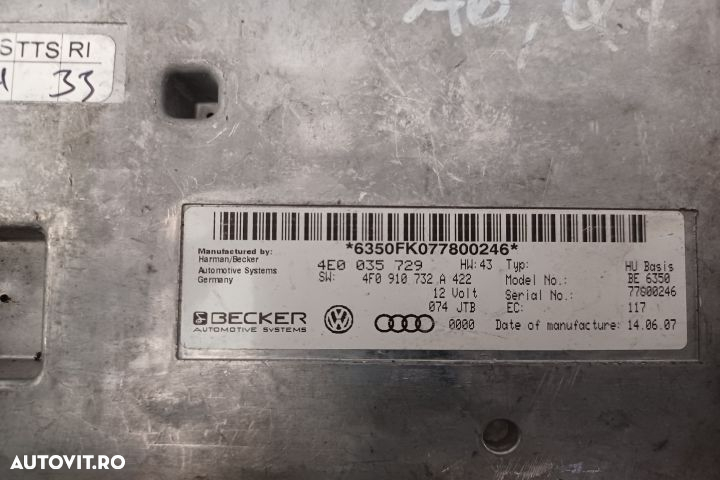 STTS RI
33
*6350FK077800246*
Manufactured by:
Harman/Becker
Automotive Systems
Germany
4E0 035 729 HW:43 Typ: HU Basis
SW: 4F0 910 732 A 422 Model No.: BE 6350
12 Volt Serial No.: 77800246
074 JTB EC: 117
BECKER
AUTOMOTIVE SYSTEMS
0000 Date of manufacture: 14.06.07
AUTOVIT.RO